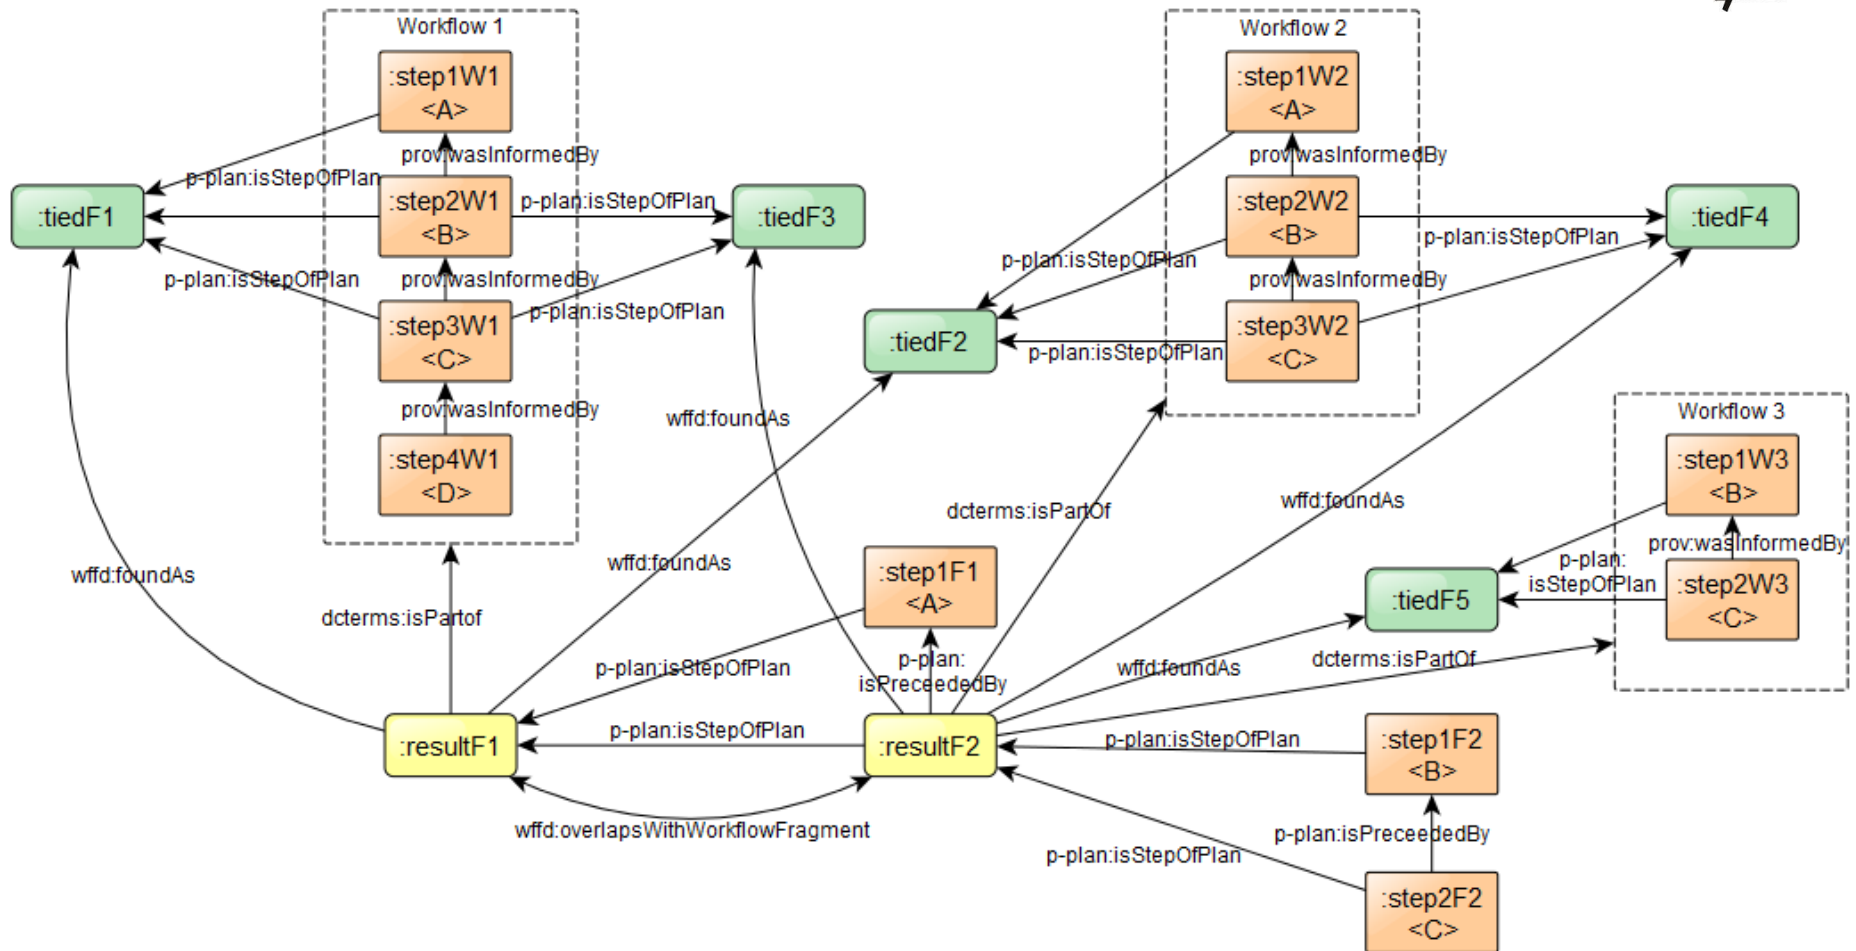 Workflow 1
Workflow 2
:step1W1
<A>
:step1W2
<A>
prov:wasInformedBy
prov:wasInformedBy
p-plan:isStepOfPlan
:tiedF1
:step2W1
<B>
p-plan:isStepOfPlan
:tiedF3
:step2W2
<B>
p-plan:isStepOfPlan
:tiedF4
p-plan:isStepOfPlan
prov:wasInformedBy
p-plan:isStepOfPlan
prov:wasInformedBy
:step3W1
<C>
p-plan:isStepOfPlan
:tiedF2
p-plan:isStepOfPlan
:step3W2
<C>
prov:wasInformedBy
wffd:foundAs
Workflow 3
:step4W1
<D>
:step1W3
<B>
dcterms:isPartOf
wffd:foundAs
prov:wasInformedBy
wffd:foundAs
wffd:foundAs
:step1F1
<A>
p-plan:
isStepOfPlan
:tiedF5
:step2W3
<C>
dcterms:isPartof
p-plan:isStepOfPlan
p-plan:
isPreceededBy
wffd:foundAs
dcterms:isPartOf
:resultF1
p-plan:isStepOfPlan
:resultF2
p-plan:isStepOfPlan
:step1F2
<B>
wffd:overlapsWithWorkflowFragment
p-plan:isPreceededBy
p-plan:isStepOfPlan
:step2F2
<C>